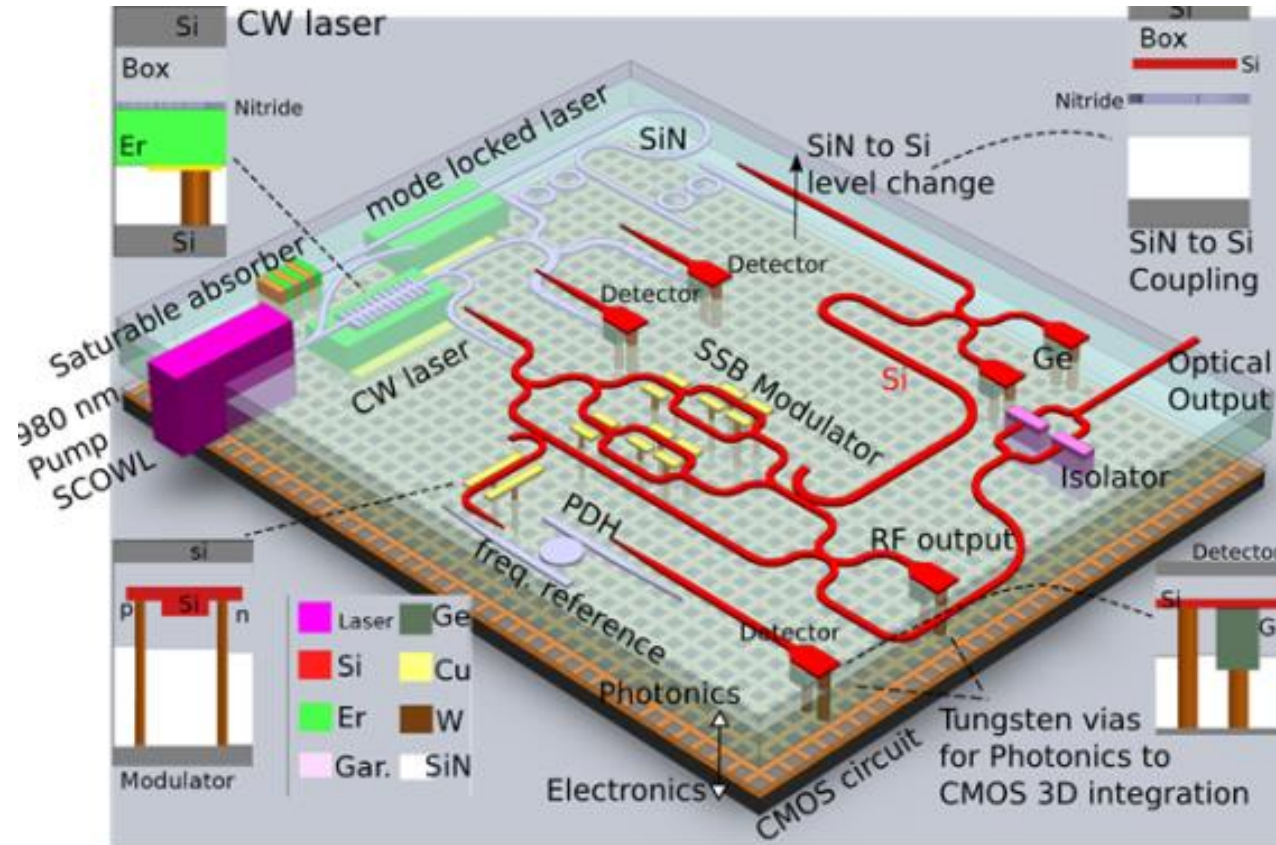 Si
CW laser
Box
Nitride
Er
Si
mode locked laser
SiN
SiN to Si
level change
Si
Box
Si
Nitride
SiN to Si
Coupling
Saturable absorber
Detector
Detector
980 nm
Pump
SCOWL
CW laser
SSB Modulator
Si
Ge
Optical
Output
Isolator
PDH
freq. reference
RF output
Detector
Detector
Si
G
si
p
Si
n
Modulator
Laser
Ge
Si
Cu
Er
W
Gar.
SiN
Photonics
Electronics
CMOS circuit
Tungsten vias
for Photonics to
CMOS 3D integration